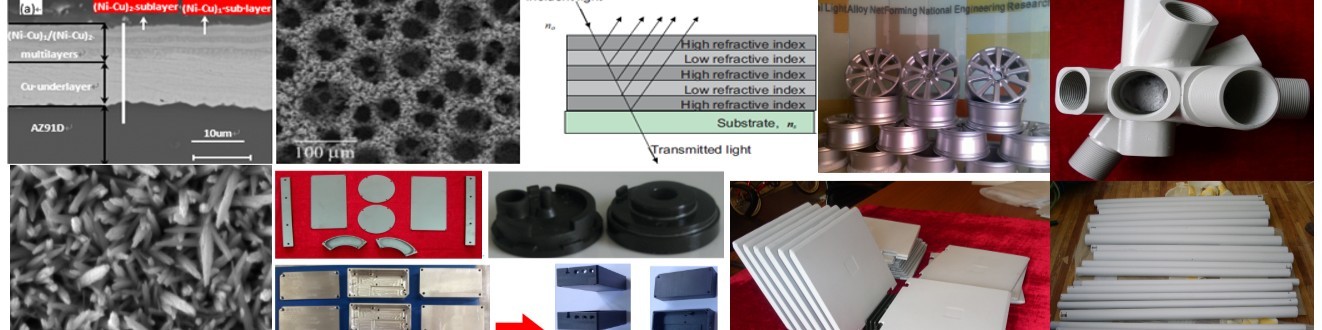 (a)
(Ni-Cu)₂-sublayer
(Ni-Cu)₁-sub-layer
(Ni-Cu)₁/(Ni-Cu)₂
multilayers
Cu-underlayer
AZ91D
10um
100 µm
nₒ
High refractive index
Low refractive index
High refractive index
Low refractive index
High refractive index
Substrate, nₛ
Transmitted light
Light Alloy NetForming National Engineering Research